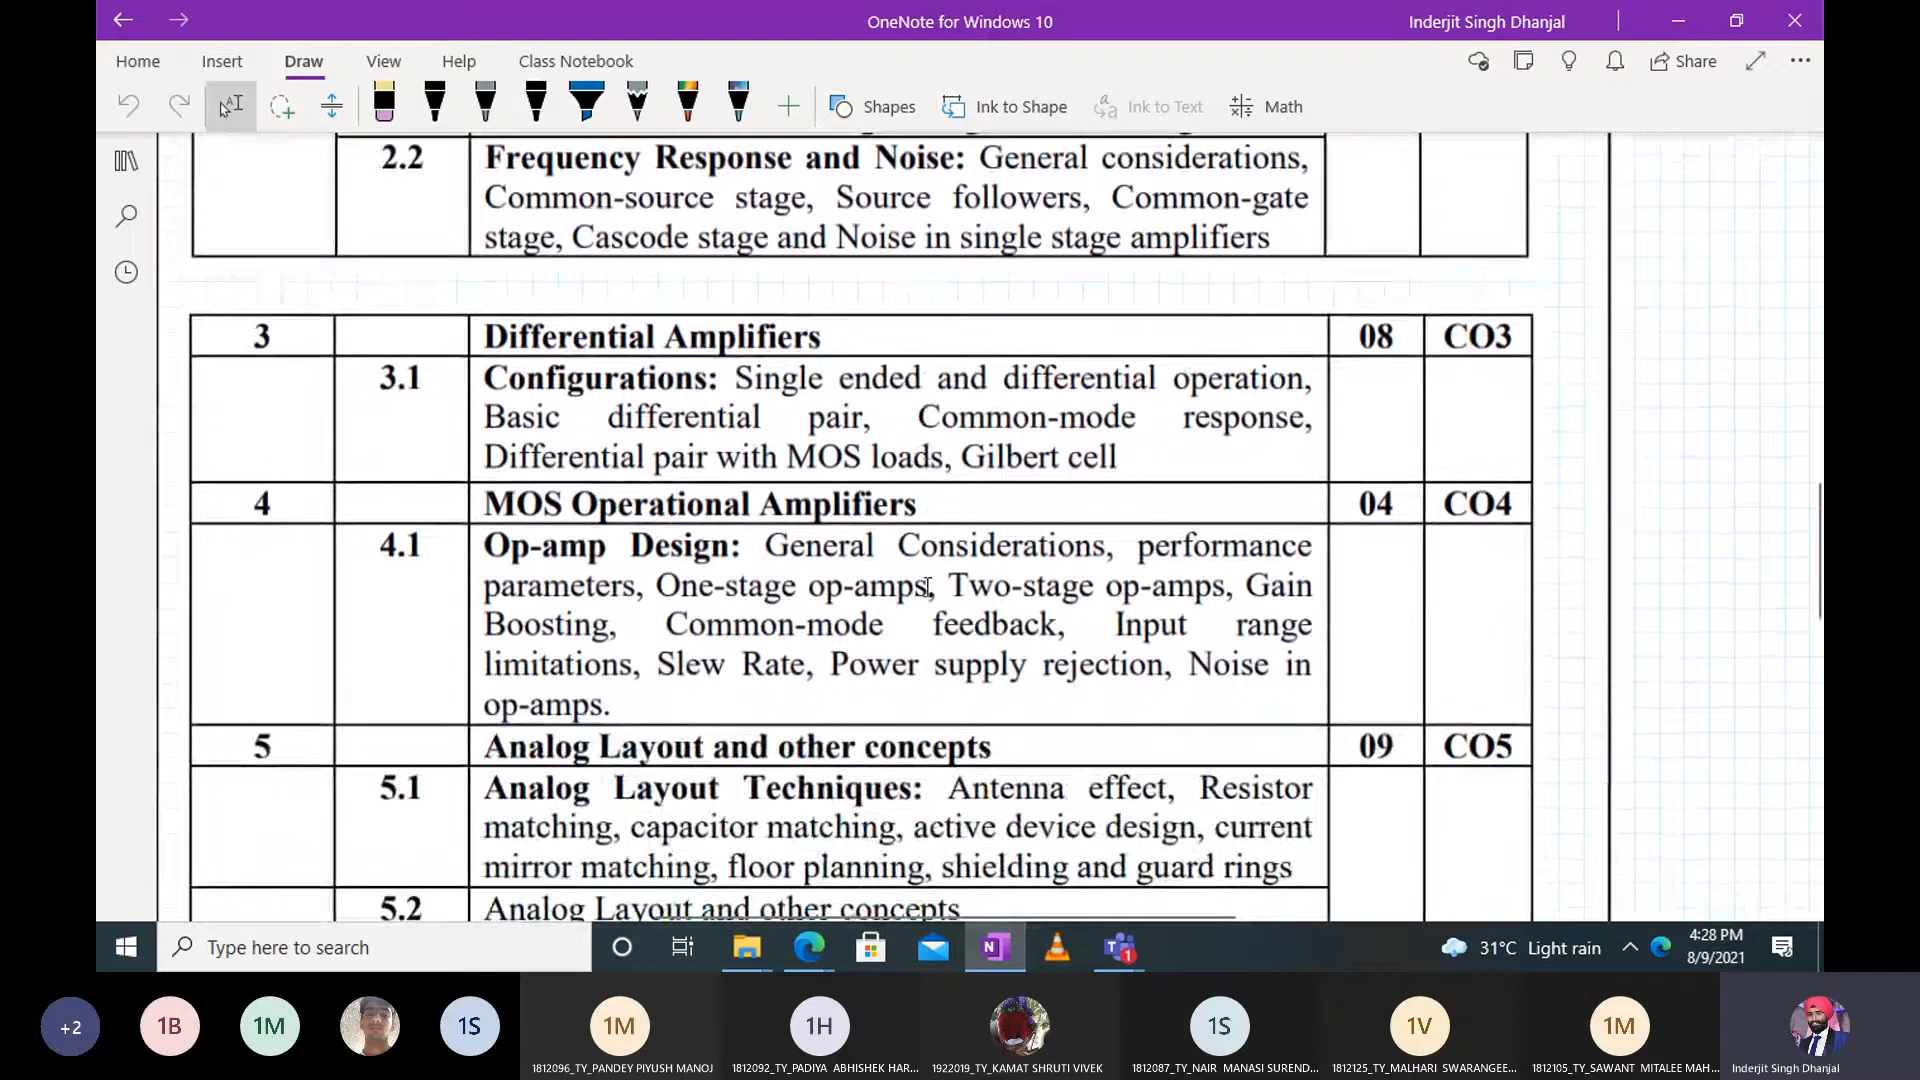 OneNote for Windows 10
Inderjit Singh Dhanjal
Home Insert Draw View Help Class Notebook
Share
Shapes Ink to Shape Ink to Text Math
2.2 Frequency Response and Noise: General considerations,
Common-source stage, Source followers, Common-gate
stage, Cascode stage and Noise in single stage amplifiers
3 Differential Amplifiers 08 CO3
3.1 Configurations: Single ended and differential operation,
Basic differential pair, Common-mode response,
Differential pair with MOS loads, Gilbert cell
4 MOS Operational Amplifiers 04 CO4
4.1 Op-amp Design: General Considerations, performance
parameters, One-stage op-amps, Two-stage op-amps, Gain
Boosting, Common-mode feedback, Input range
limitations, Slew Rate, Power supply rejection, Noise in
op-amps.
5 Analog Layout and other concepts 09 CO5
5.1 Analog Layout Techniques: Antenna effect, Resistor
matching, capacitor matching, active device design, current
mirror matching, floor planning, shielding and guard rings
5.2 Analog Layout and other concepts
Type here to search
N
1
31°C Light rain
4:28 PM
8/9/2021
+2 1B 1M 1S 1M 1H 1S 1V 1M
1812096_TY_PANDEY PIYUSH MANOJ 1812092_TY_PADIYA ABHISHEK HAR... 1922019_TY_KAMAT SHRUTI VIVEK 1812087_TY_NAIR MANASI SUREND... 1812125_TY_MALHARI SWARANGEE... 1812105_TY_SAWANT MITALEE MAH... Inderjit Singh Dhanjal